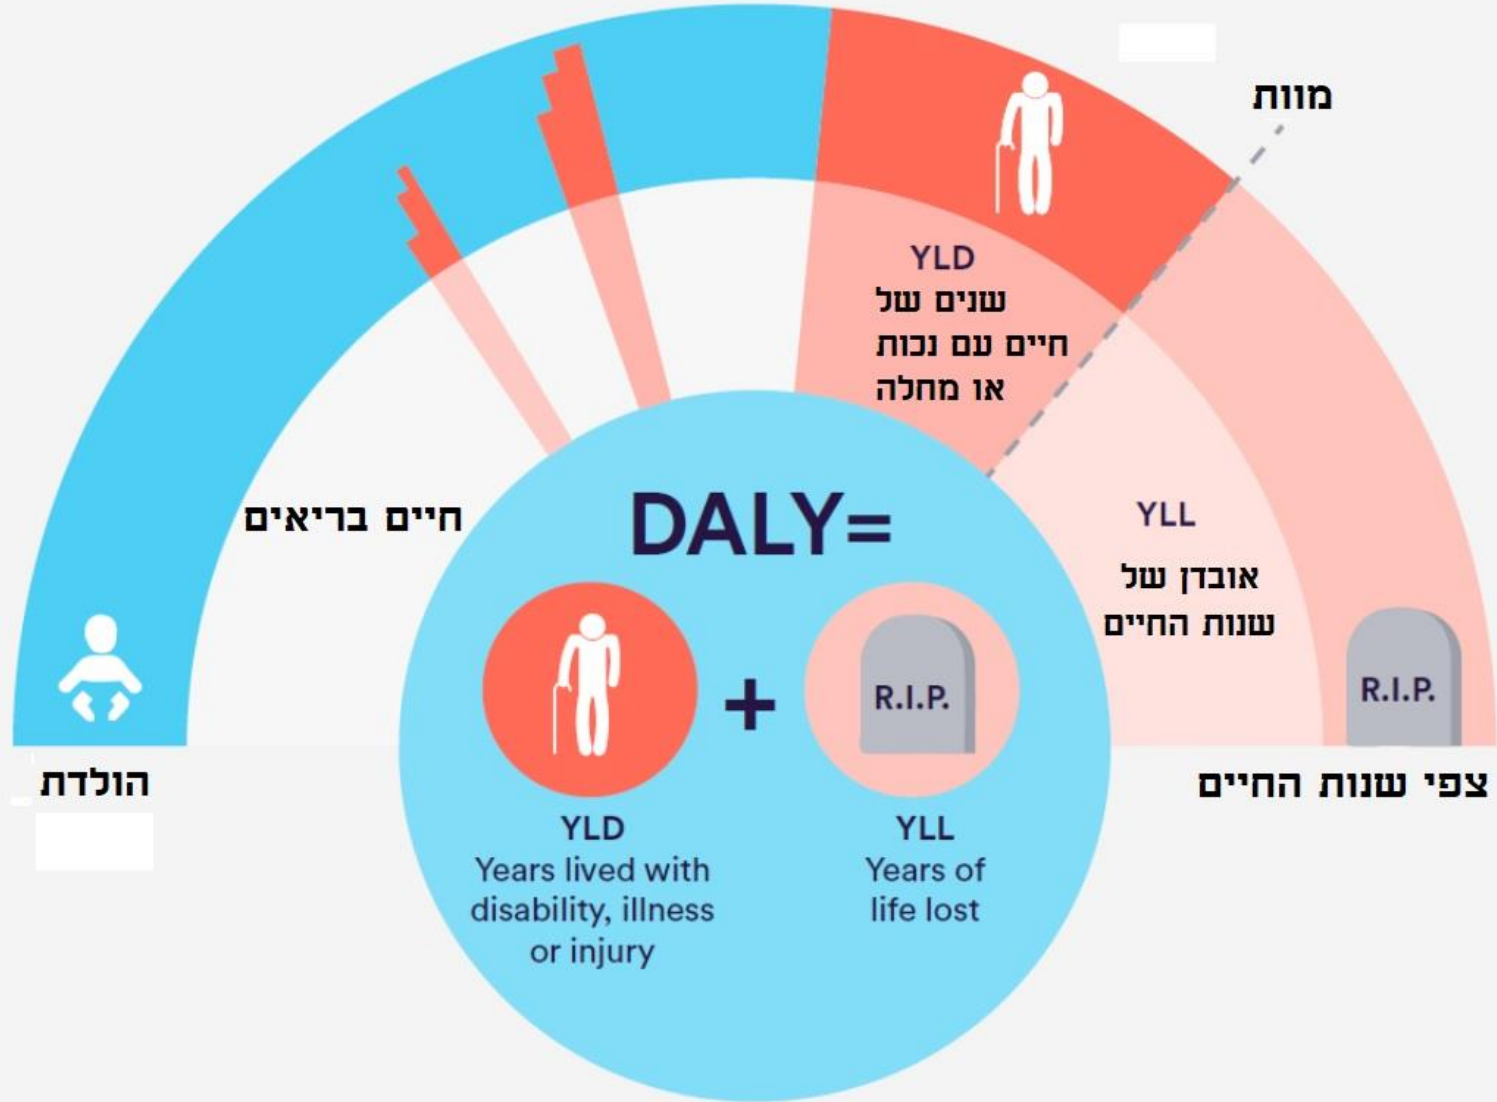 מוות
YLD
שנים של
חיים עם נכות
או מחלה
חיים בריאים
DALY=
YLL
אובדן של
שנות החיים
+
R.I.P.
R.I.P.
הולדת
צפי שנות החיים
YLD
Years lived with
disability, illness
or injury
YLL
Years of
life lost